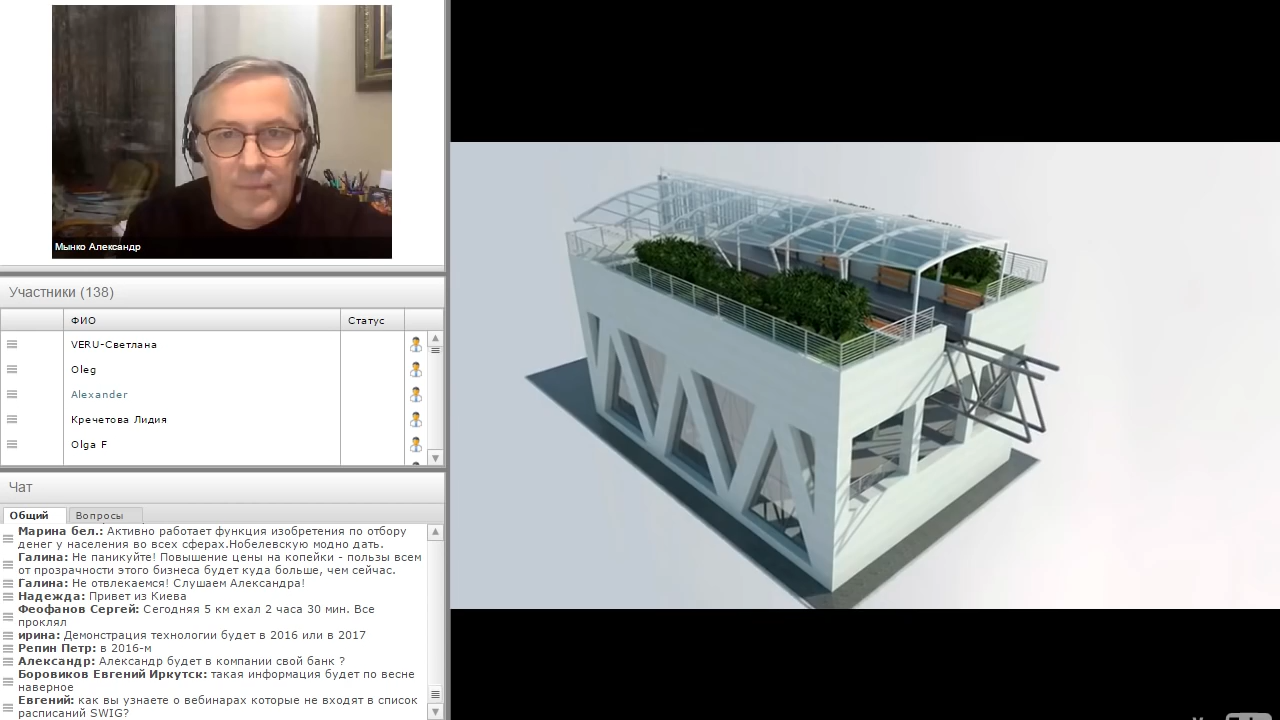 Мынко Александр
Участники (138)
ФИО
Статус
VERU-Светлана
Oleg
Alexander
Кречетова Лидия
Olga F
Чат
Общий
Вопросы
Марина бел.: Активно работает функция изобретения по отбору
денег у населения во всех сферах.Нобелевскую модно дать.
Галина: Не паникуйте! Повышение цены на копейки - пользы всем
от прозрачности этого бизнеса будет куда больше, чем сейчас.
Галина: Не отвлекаемся! Слушаем Александра!
Надежда: Привет из Киева
Феофанов Сергей: Сегодня 5 км ехал 2 часа 30 мин. Все
проклял
ирина: Демонстрация технологии будет в 2016 или в 2017
Репин Петр: в 2016-м
Александр: Александр будет в компании свой банк ?
Боровиков Евгений Иркутск: такая информация будет по весне
наверное
Евгений: как вы узнаете о вебинарах которые не входят в список
расписаний SWIG?